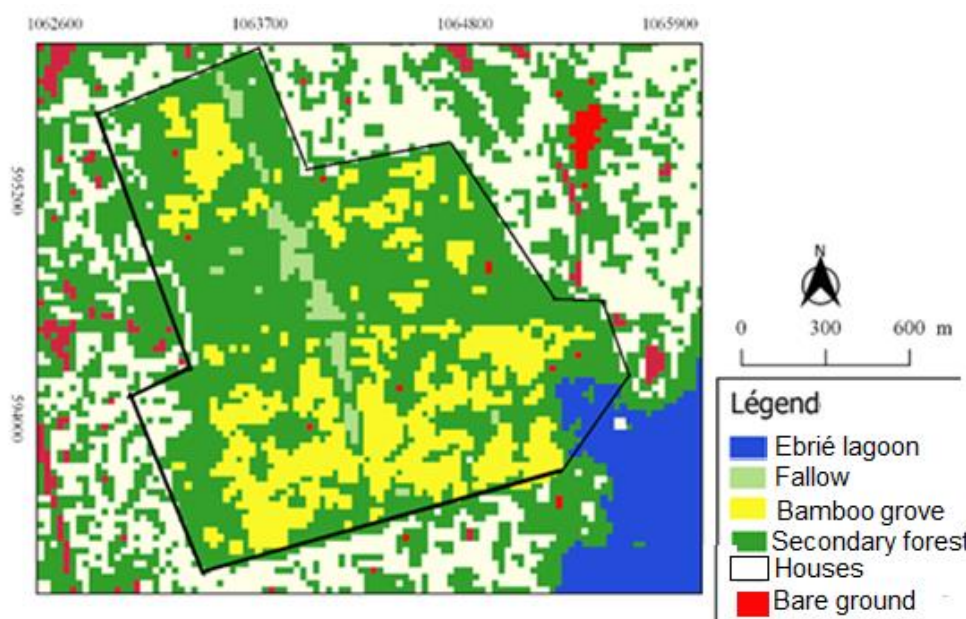 1062600 1063700 1064800 1065900
595200
594000
N
0 300 600 m
Légend
Ebrié lagoon
Fallow
Bamboo grove
Secondary forest
Houses
Bare ground